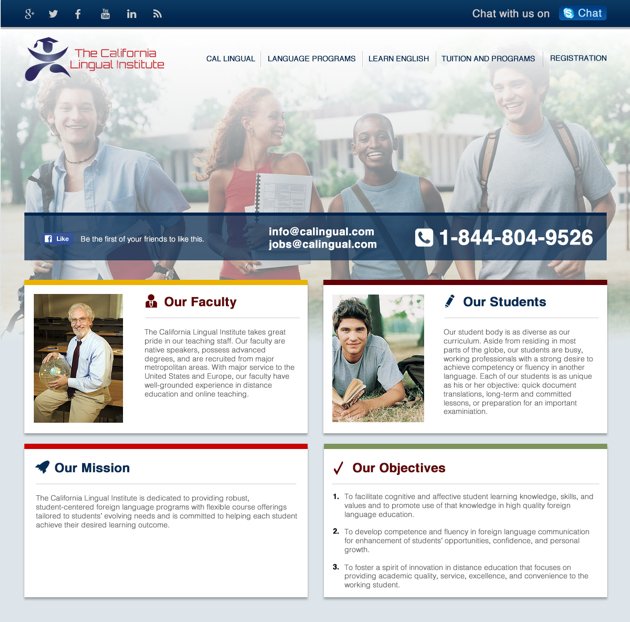 Chat with us on Chat
The California
Lingual Institute
CAL LINGUAL LANGUAGE PROGRAMS LEARN ENGLISH TUITION AND PROGRAMS REGISTRATION
Like Be the first of your friends to like this.
info@calingual.com
jobs@calingual.com
1-844-804-9526
Our Faculty
The California Lingual Institute takes great
pride in our teaching staff. Our faculty are
native speakers, possess advanced
degrees, and are recruited from major
metropolitan areas. With major service to the
United States and Europe, our faculty have
well-grounded experience in distance
education and online teaching.
Our Students
Our student body is as diverse as our
curriculum. Aside from residing in most
parts of the globe, our students are busy,
working professionals with a strong desire to
achieve competency or fluency in another
language. Each of our students is as unique
as his or her objective: quick document
translations, long-term and committed
lessons, or preparation for an important
examiniation.
Our Mission
The California Lingual Institute is dedicated to providing robust,
student-centered foreign language programs with flexible course offerings
tailored to students' evolving needs and is committed to helping each student
achieve their desired learning outcome.
Our Objectives
1. To facilitate cognitive and affective student learning knowledge, skills, and
values and to promote use of that knowledge in high quality foreign
language education.
2. To develop competence and fluency in foreign language communication
for enhancement of students' opportunities, confidence, and personal
growth.
3. To foster a spirit of innovation in distance education that focuses on
providing academic quality, service, excellence, and convenience to the
working student.